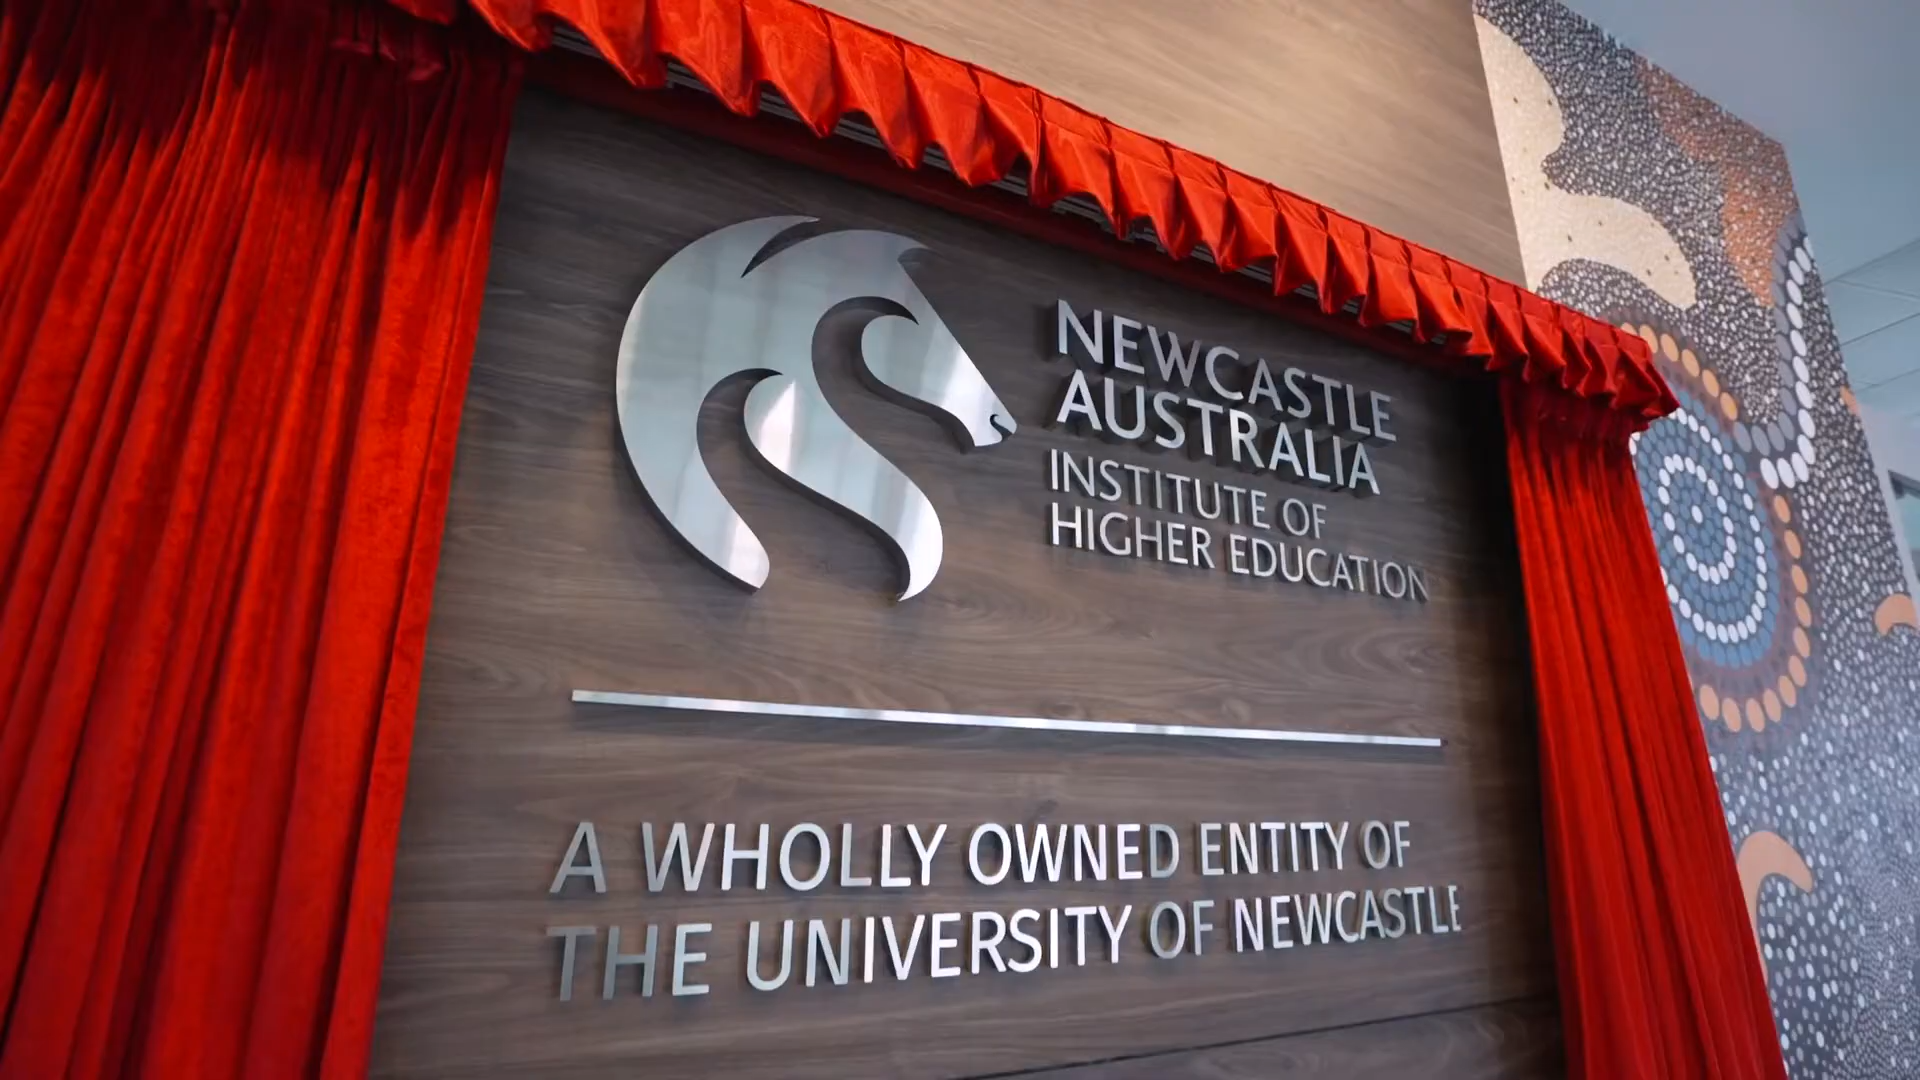 NEWCASTLE
AUSTRALIA
INSTITUTE OF
HIGHER EDUCATION
A WHOLLY OWNED ENTITY OF
THE UNIVERSITY OF NEWCASTLE